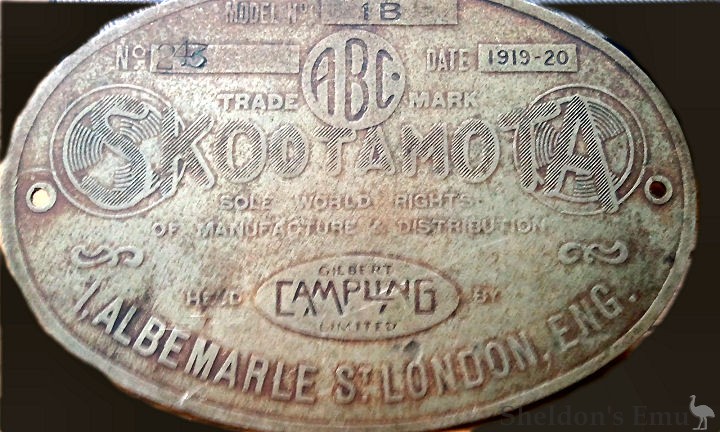 MODEL Nº 1B
Nº 243 DATE 1919-20
ABC
TRADE MARK
SKOOTAMOTA
SOLE WORLD RIGHTS
OF MANUFACTURE & DISTRIBUTION
HELD BY
GILBERT
CAMPLING
LIMITED
1, ALBEMARLE ST. LONDON, ENG.
Sheldon's Emu